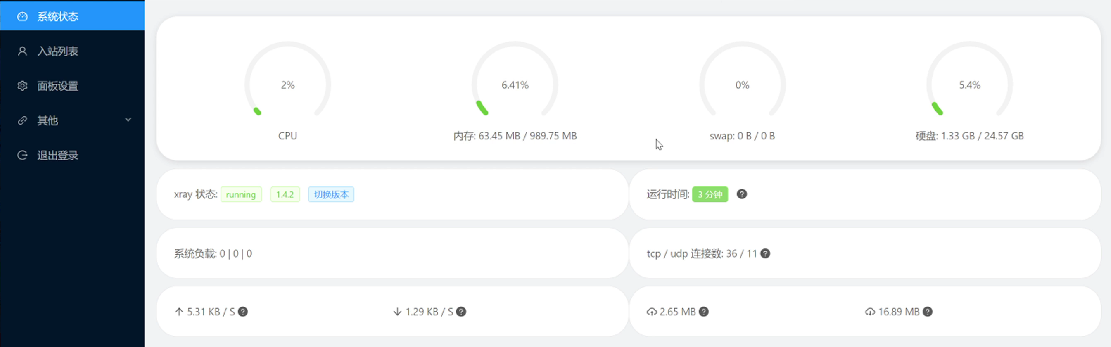 系统状态
入站列表
面板设置
其他
退出登录
2%
6.41%
0%
5.4%
CPU
内存: 63.45 MB / 989.75 MB
swap: 0 B / 0 B
硬盘: 1.33 GB / 24.57 GB
xray 状态: running 1.4.2 切换版本
运行时间: 3 分钟 ?
系统负载: 0 | 0 | 0
tcp / udp 连接数: 36 / 11 ?
↑ 5.31 KB / S ?
↓ 1.29 KB / S ?
2.65 MB ?
16.89 MB ?